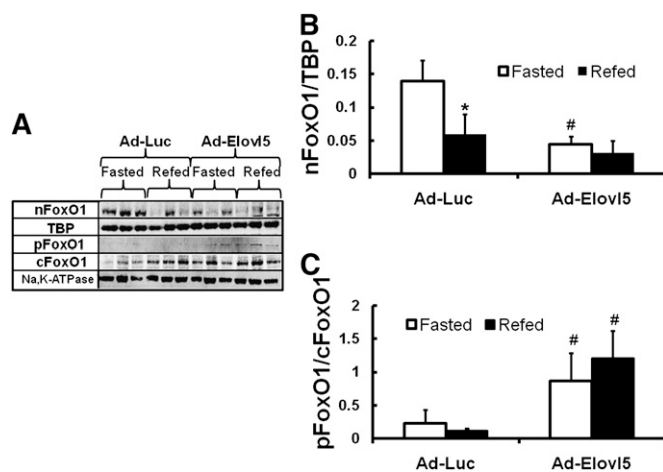 A
Ad-Luc Ad-Elovl5
Fasted Refed Fasted Refed
nFoxO1
TBP
pFoxO1
cFoxO1
Na,K-ATPase
B
nFoxO1/TBP
0.2
0.15
0.1
0.05
0
Fasted Refed
*
#
Ad-Luc Ad-Elovl5
C
pFoxO1/cFoxO1
2
1.5
1
0.5
0
Fasted Refed
# #
Ad-Luc Ad-Elovl5